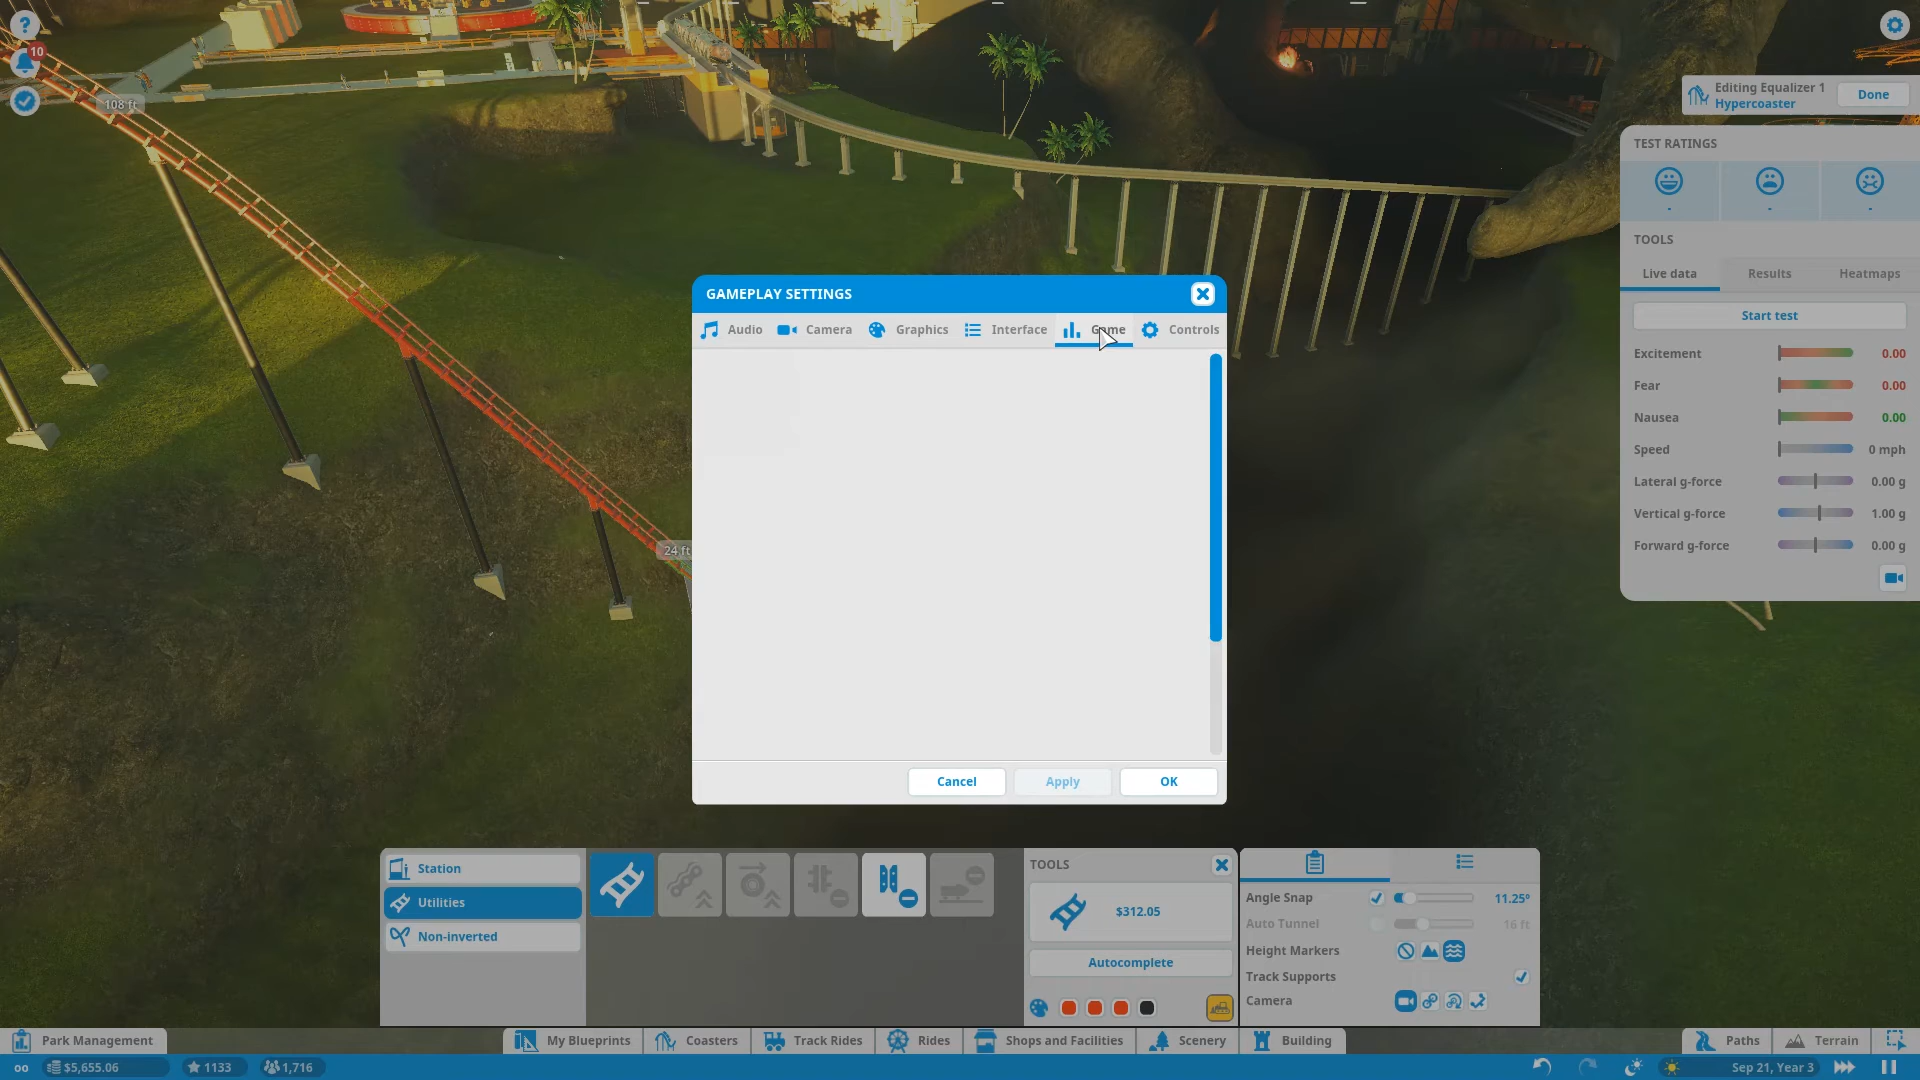 10
108 ft
24 ft
Editing Equalizer 1
Hypercoaster
Done
TEST RATINGS
-
-
-
TOOLS
Live data
Results
Heatmaps
Start test
Excitement
0.00
Fear
0.00
Nausea
0.00
Speed
0 mph
Lateral g-force
0.00 g
Vertical g-force
1.00 g
Forward g-force
0.00 g
GAMEPLAY SETTINGS
Audio
Camera
Graphics
Interface
Game
Controls
Cancel
Apply
OK
Station
Utilities
Non-inverted
TOOLS
$312.05
Autocomplete
Angle Snap
11.25°
Auto Tunnel
16 ft
Height Markers
Track Supports
Camera
Park Management
My Blueprints
Coasters
Track Rides
Rides
Shops and Facilities
Scenery
Building
Paths
Terrain
$5,655.06
1133
1,716
Sep 21, Year 3